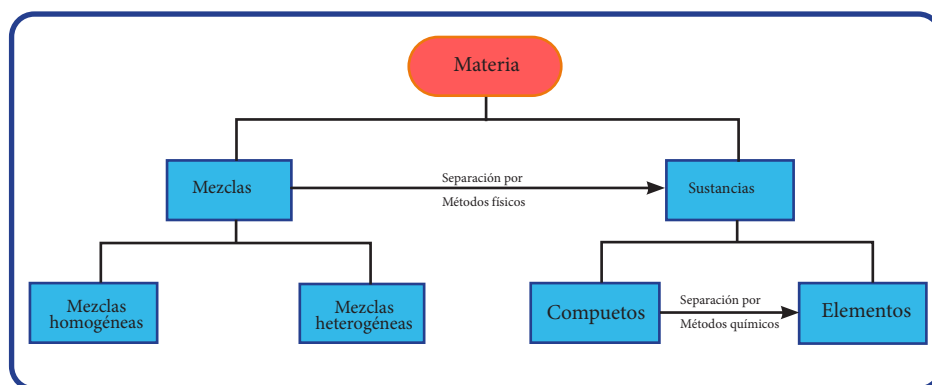 Materia
Mezclas
Separación por
Métodos físicos
Sustancias
Mezclas
homogéneas
Mezclas
heterogéneas
Compuetos
Separación por
Métodos químicos
Elementos